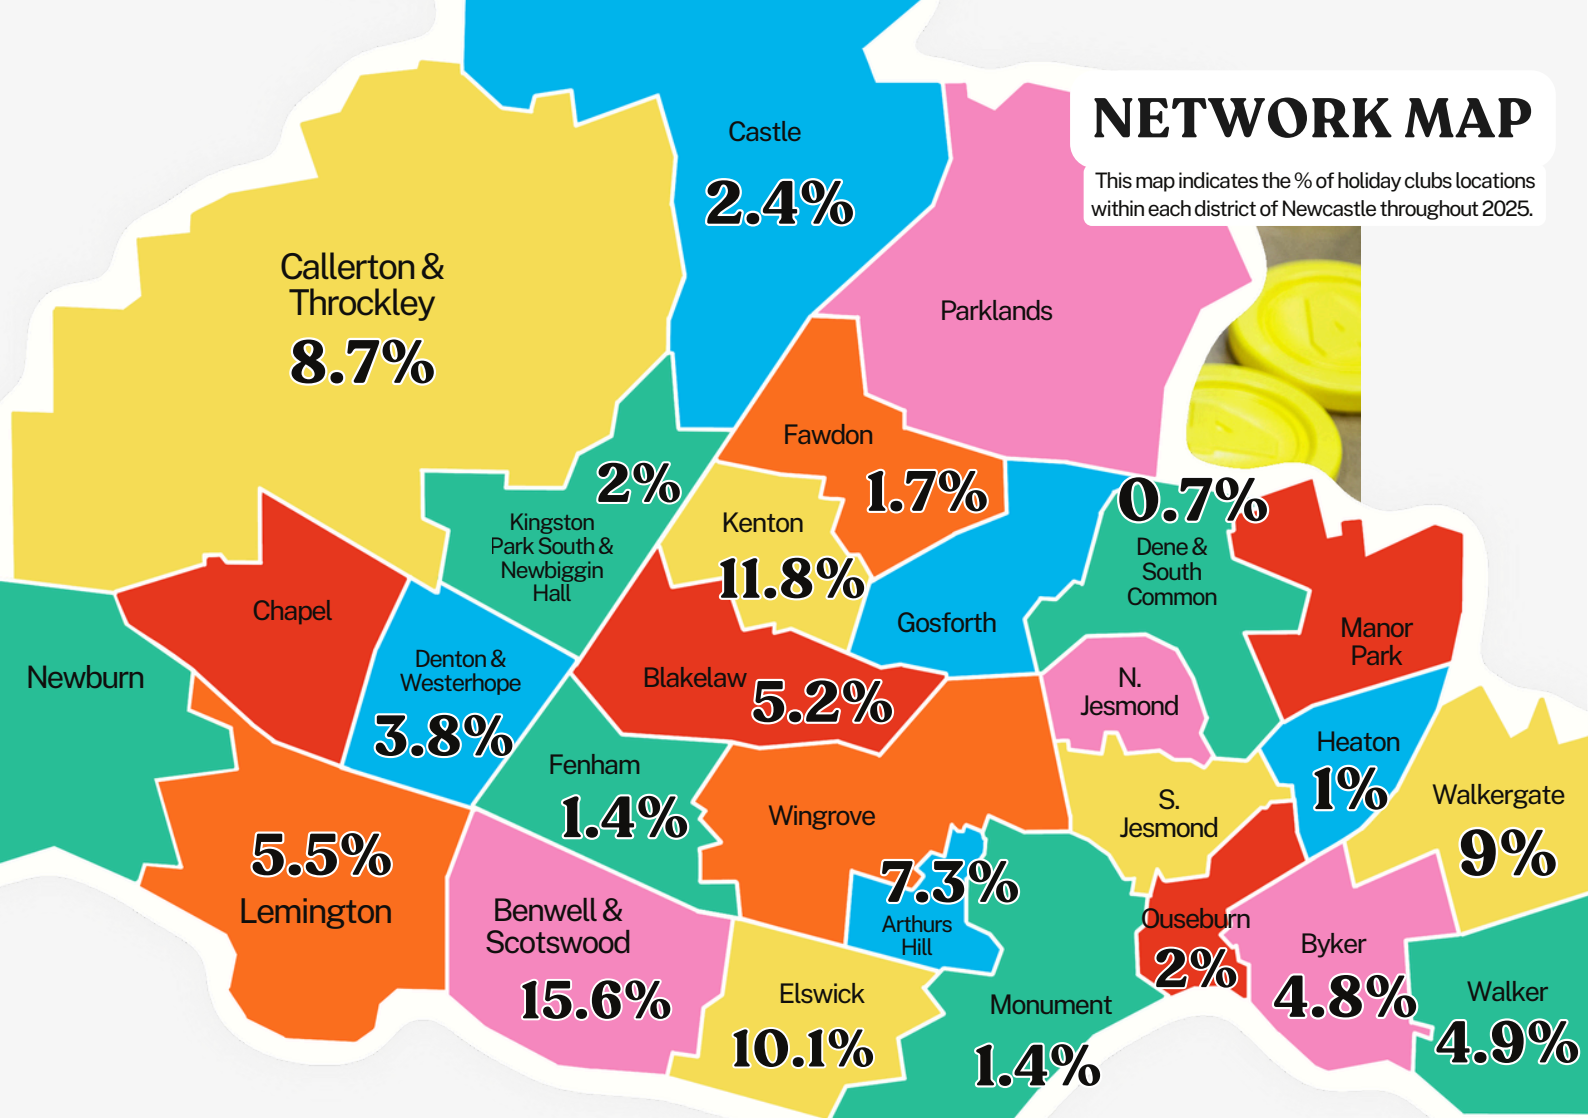 NETWORK MAP
This map indicates the % of holiday clubs locations
within each district of Newcastle throughout 2025.
Castle
2.4%
Callerton &
Throckley
8.7%
Parklands
Fawdon
1.7%
2%
Kingston
Park South &
Newbiggin
Hall
Kenton
11.8%
0.7%
Dene &
South
Common
Chapel
Gosforth
Manor
Park
Newburn
Denton &
Westerhope
3.8%
Blakelaw
5.2%
N.
Jesmond
Fenham
1.4%
Heaton
1%
Walkergate
9%
Wingrove
S.
Jesmond
5.5%
Lemington
7.3%
Arthurs
Hill
Benwell &
Scotswood
15.6%
Ouseburn
2%
Byker
4.8%
Elswick
10.1%
Monument
1.4%
Walker
4.9%